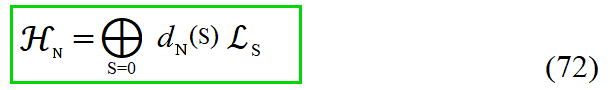 ℋ_N = ⨁_{S=0} d_N(S) ℒ_S (72)